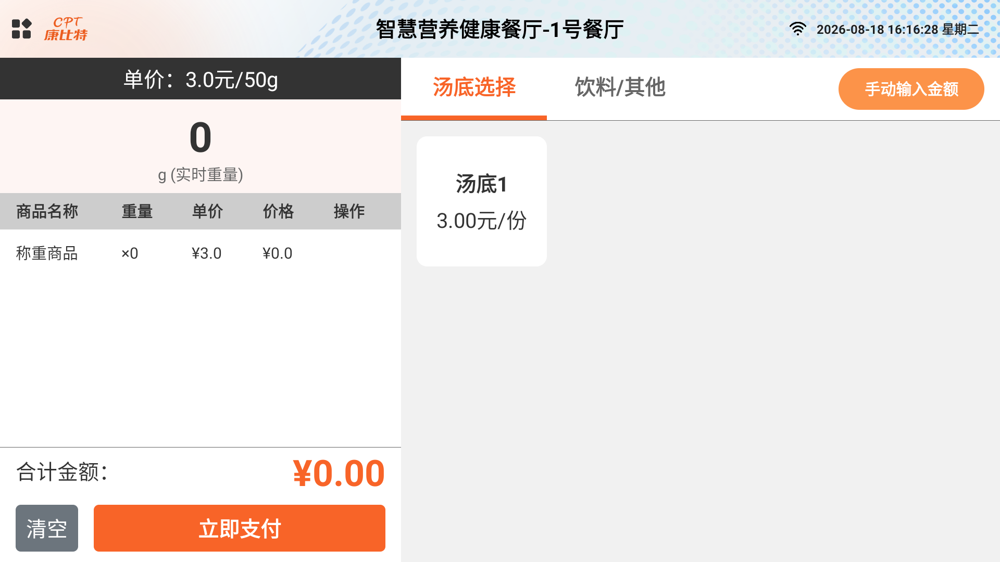 CPT
康比特
智慧营养健康餐厅-1号餐厅
2026-08-18 16:16:28 星期二
单价：3.0元/50g
0
g (实时重量)
商品名称 重量 单价 价格 操作
称重商品 ×0 ¥3.0 ¥0.0
合计金额：
¥0.00
清空
立即支付
汤底选择
饮料/其他
手动输入金额
汤底1
3.00元/份